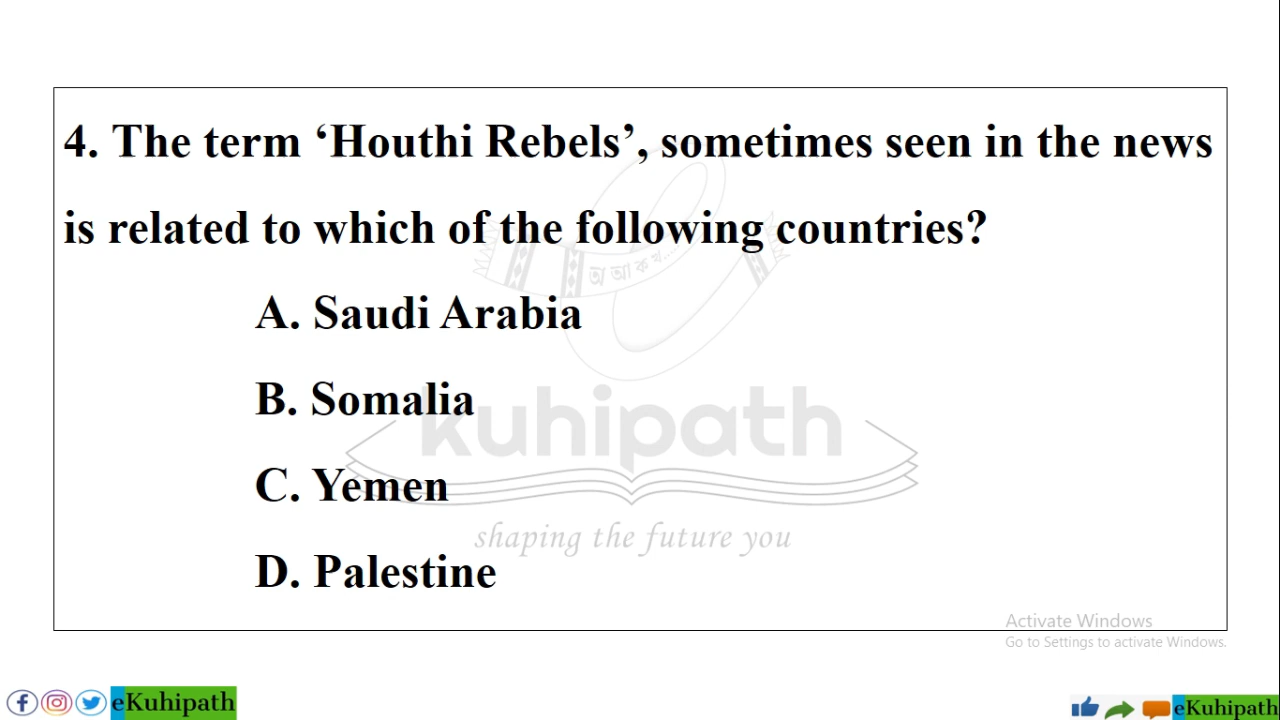 4. The term ‘Houthi Rebels’, sometimes seen in the news
is related to which of the following countries?
A. Saudi Arabia
B. Somalia
C. Yemen
D. Palestine
অ আ ক খ...
kuhipath
shaping the future you
Activate Windows
Go to Settings to activate Windows.
eKuhipath
eKuhipath